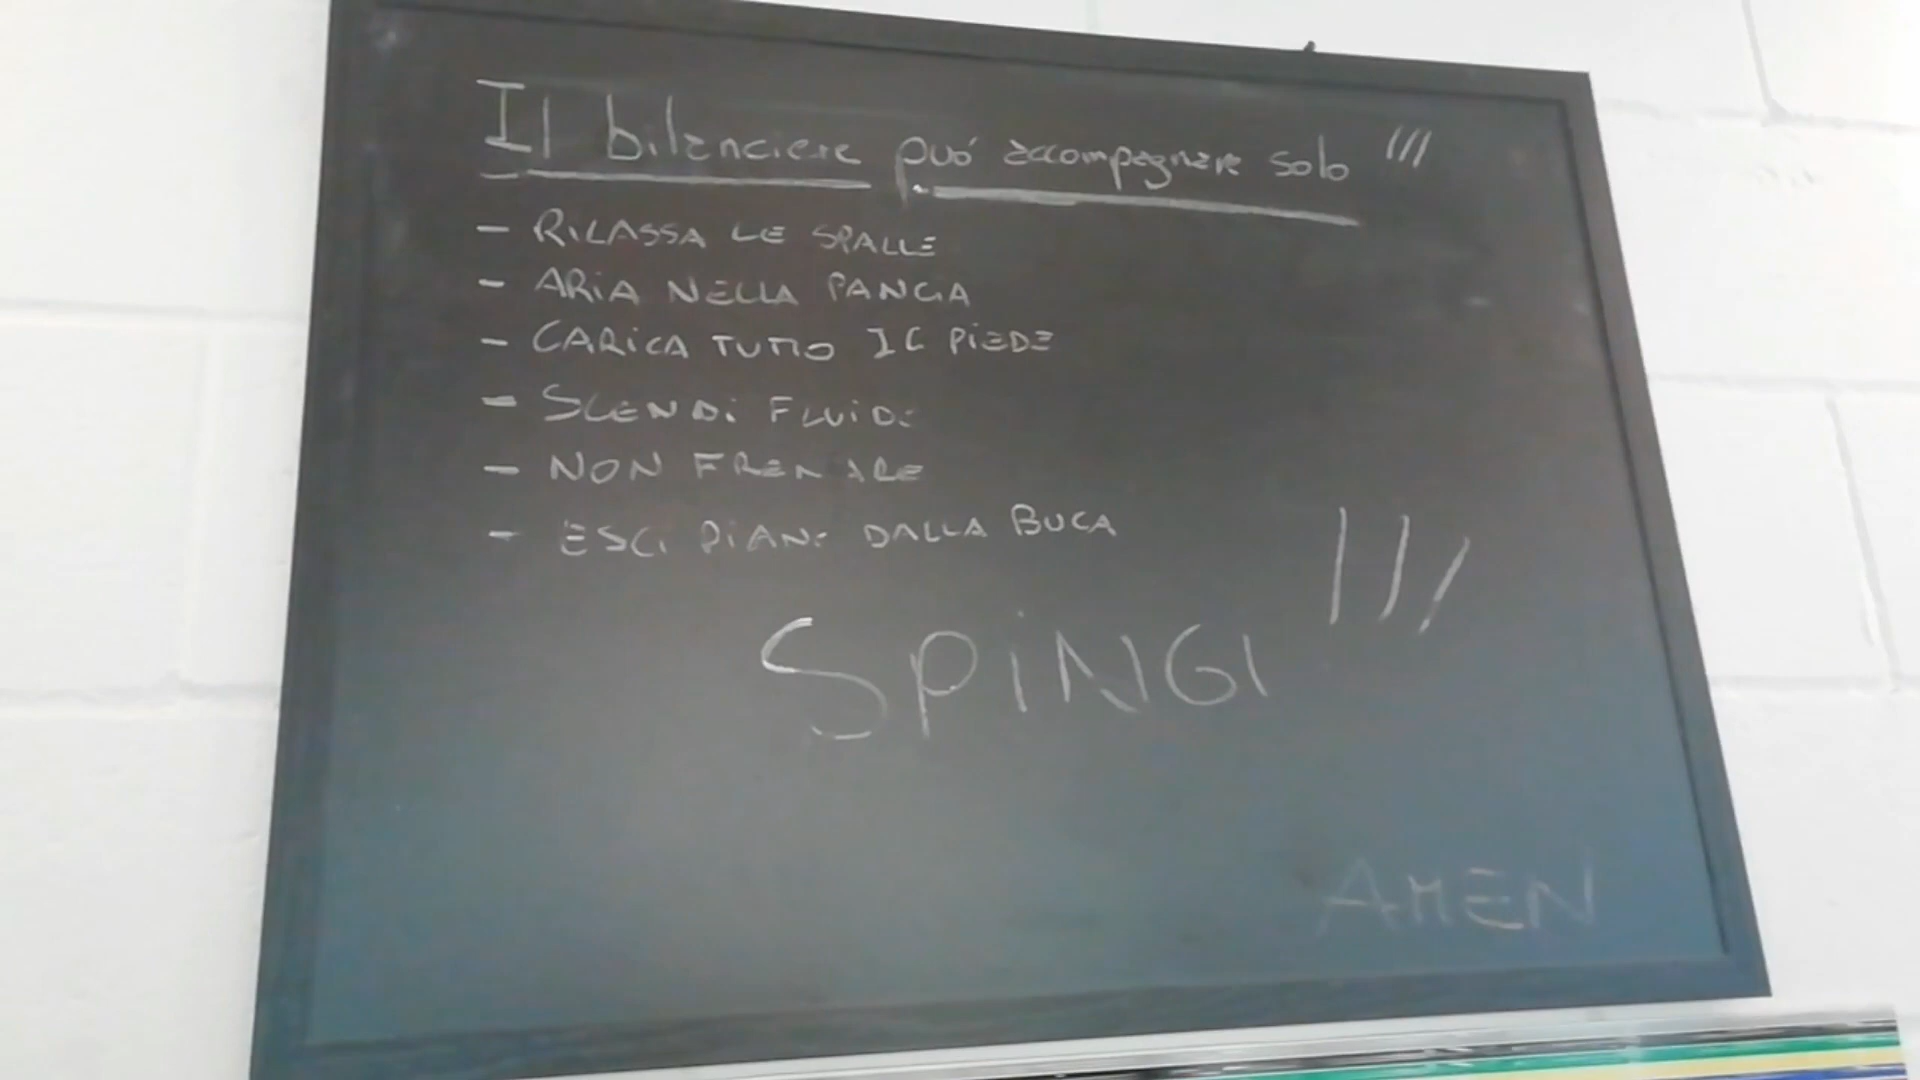 Il bilanciere può accompagnare solo !!!
- RILASSA LE SPALLE
- ARIA NELLA PANCIA
- CARICA TUTTO IL PIEDE
- SCENDI FLUIDO
- NON FRENARE
- ESCI PIANO DALLA BUCA
SPINGI !!!
AMEN